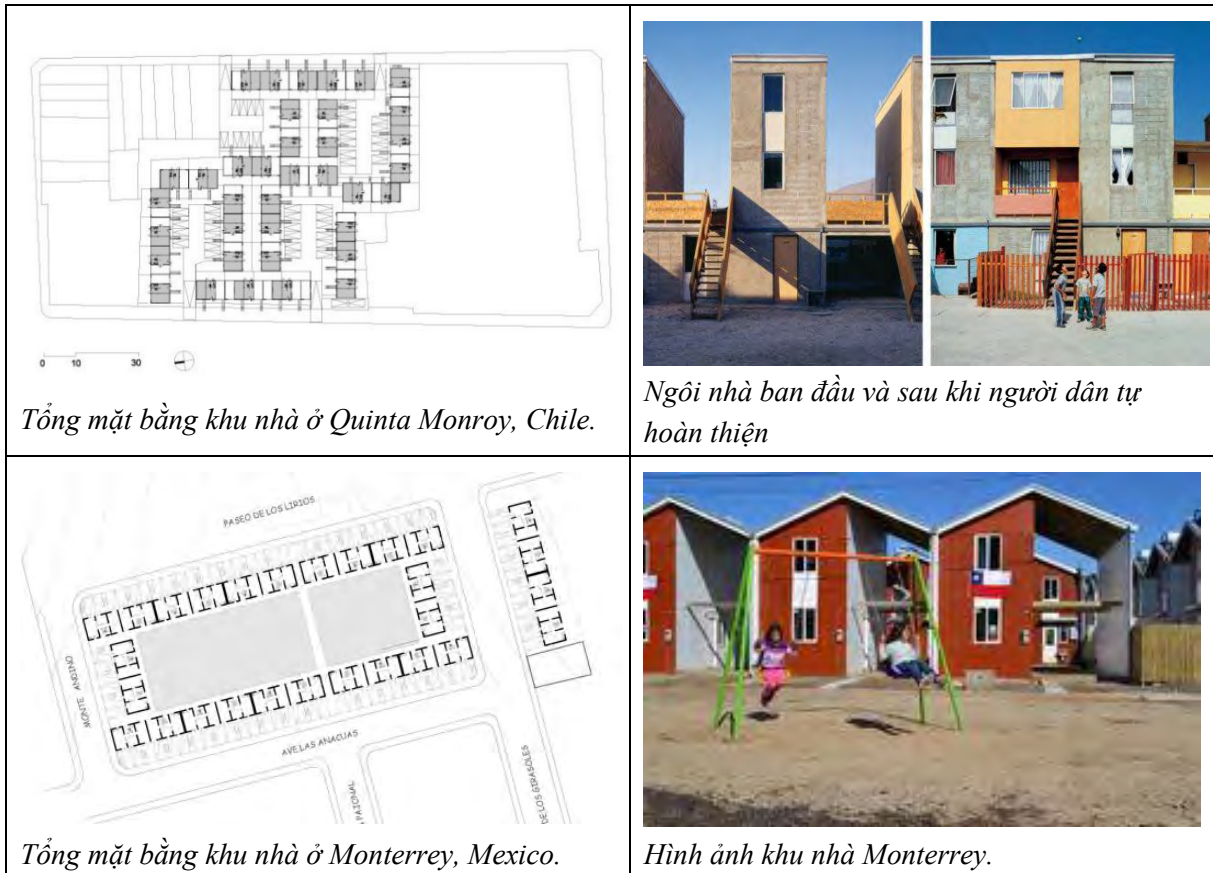 0 10 30
Tổng mặt bằng khu nhà ở Quinta Monroy, Chile.
Ngôi nhà ban đầu và sau khi người dân tự
hoàn thiện
PASEO DE LOS LIRIOS
MONTE ANDINO
AVE.LAS ANACUAS
DE LOS GIRASOLES
Tổng mặt bằng khu nhà ở Monterrey, Mexico.
Hình ảnh khu nhà Monterrey.